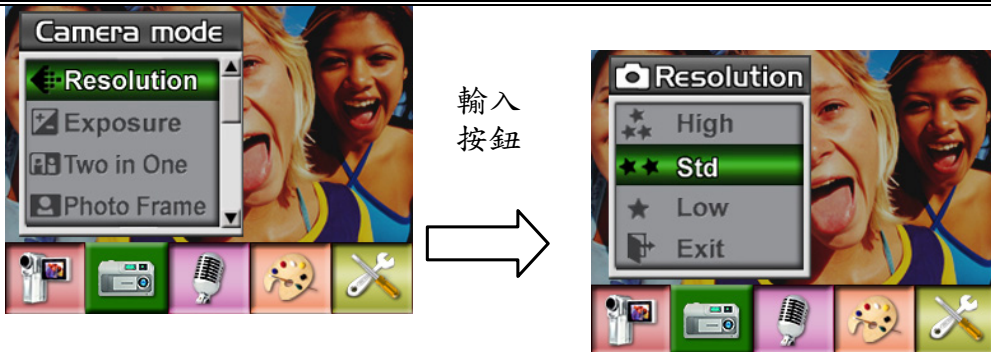 Camera mode
Resolution
Exposure
Two in One
Photo Frame
輸入
按鈕
Resolution
High
Std
Low
Exit